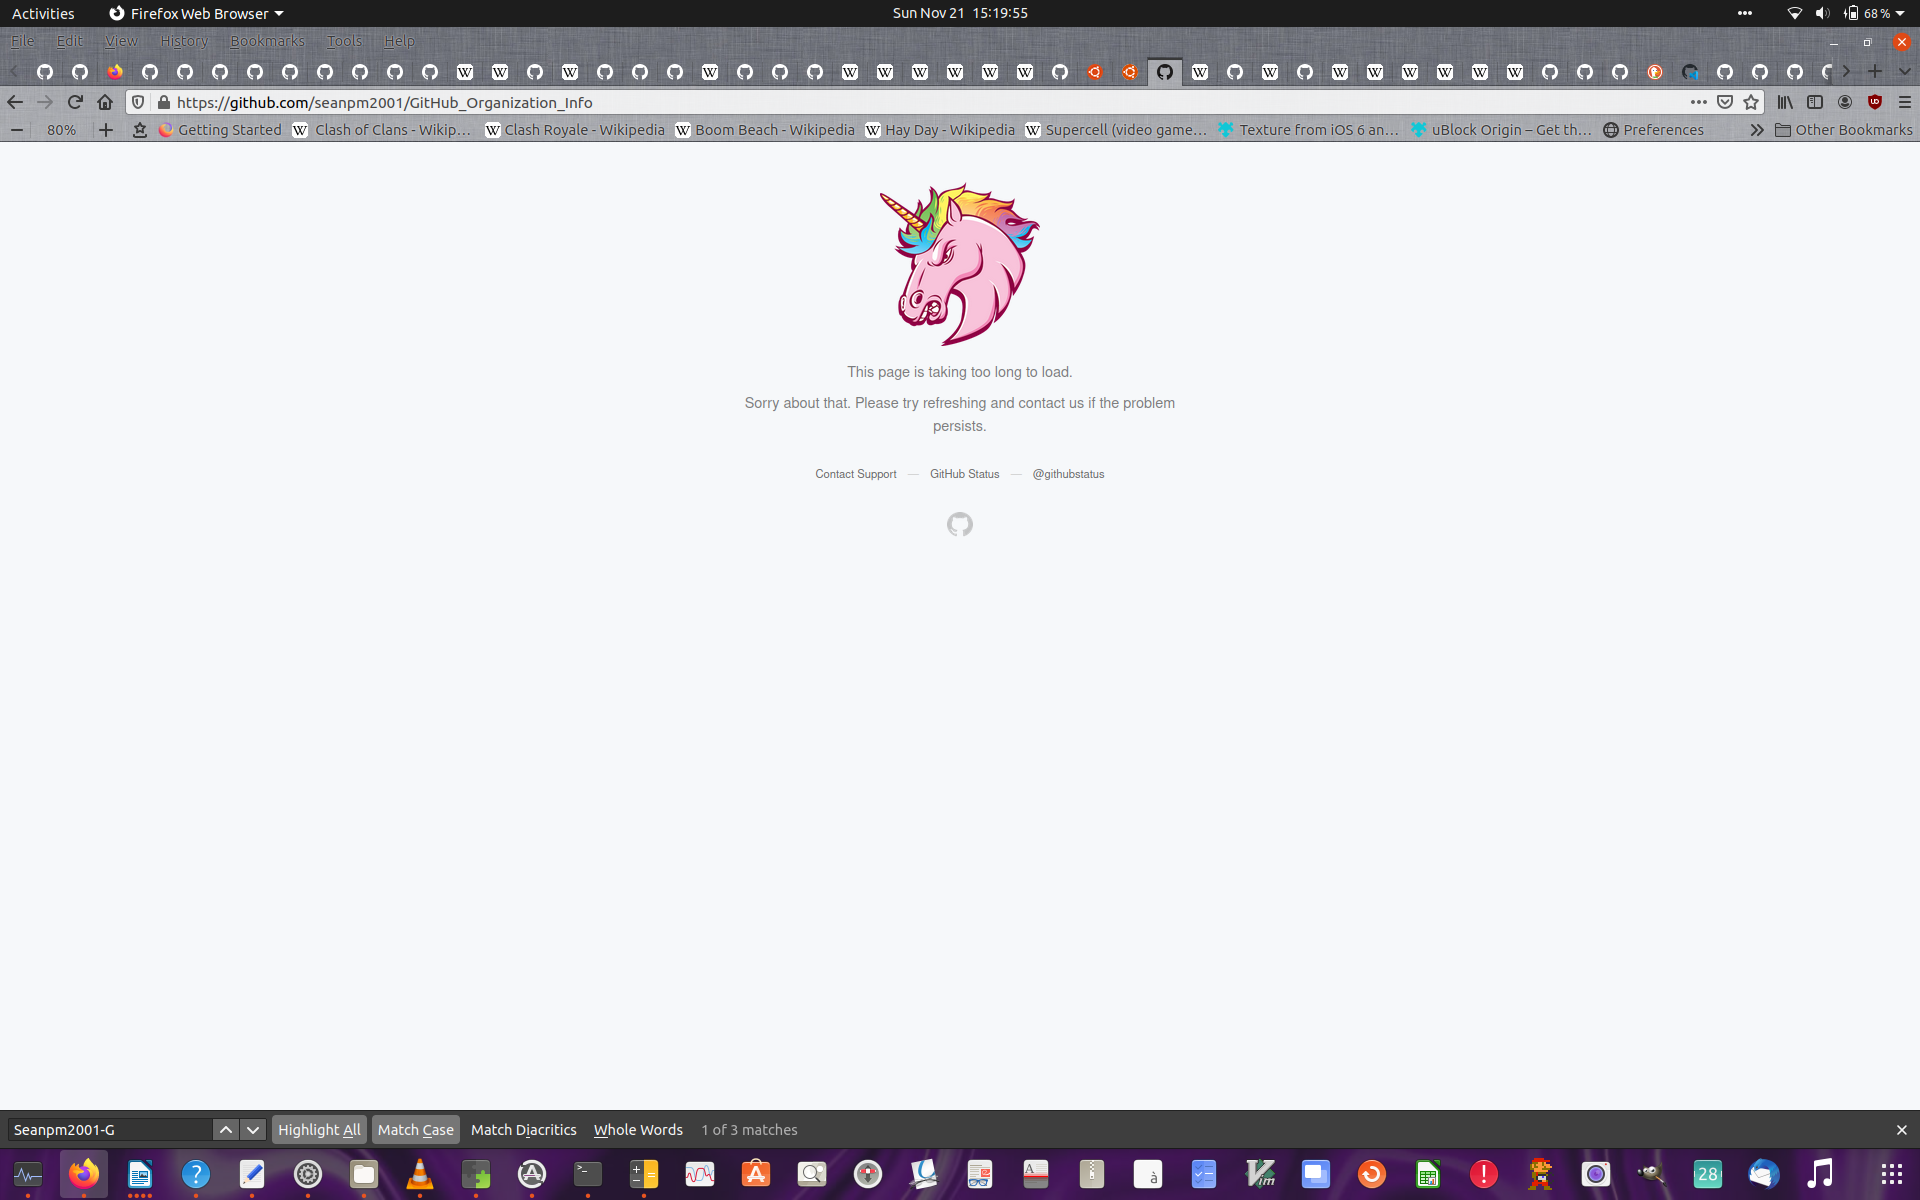 Activities Firefox Web Browser Sun Nov 21 15:19:55 68 %
File Edit View History Bookmarks Tools Help
https://github.com/seanpm2001/GitHub_Organization_Info
80% Getting Started Clash of Clans - Wikip… Clash Royale - Wikipedia Boom Beach - Wikipedia Hay Day - Wikipedia Supercell (video game… Texture from iOS 6 an… uBlock Origin – Get th… Preferences Other Bookmarks
This page is taking too long to load.
Sorry about that. Please try refreshing and contact us if the problem
persists.
Contact Support — GitHub Status — @githubstatus
Seanpm2001-G Highlight All Match Case Match Diacritics Whole Words 1 of 3 matches
28